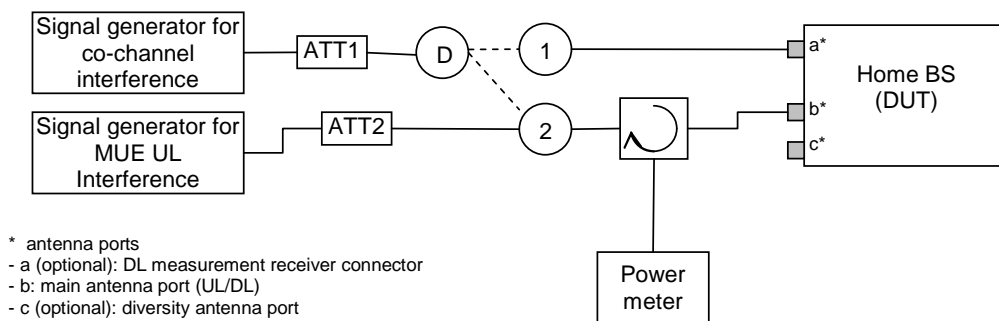 Signal generator for
co-channel
interference
ATT1
D
1
a*
Home BS
(DUT)
b*
c*
Signal generator for
MUE UL
Interference
ATT2
2
Power
meter
* antenna ports
- a (optional): DL measurement receiver connector
- b: main antenna port (UL/DL)
- c (optional): diversity antenna port